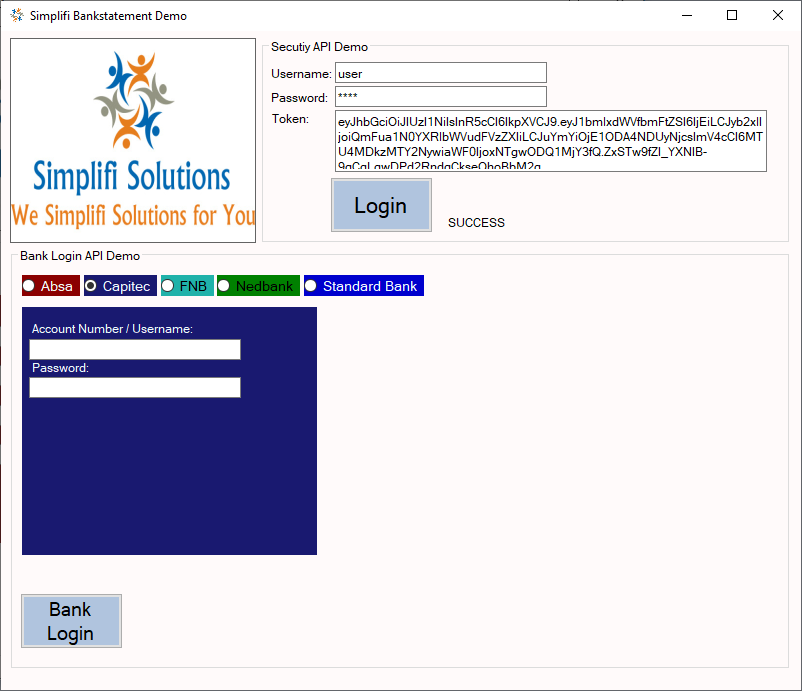 Simplifi Bankstatement Demo
Simplifi Solutions
We Simplifi Solutions for You
Secutiy API Demo
Username: user
Password: ****
Token:
eyJhbGciOiJIUzI1NiIsInR5cCI6IkpXVCJ9.eyJ1bmlxdWVfbmFtZSI6IjEiLCJyb2xlI
joiQmFua1N0YXRlbWVudFVzZXIiLCJuYmYiOjE1ODA4NDUyNjcsImV4cCI6MT
U4MDkzMTY2NywiaWF0IjoxNTgwODQ1MjY3fQ.ZxSTw9fZI_YXNIB-
Login
SUCCESS
Bank Login API Demo
Absa Capitec FNB Nedbank Standard Bank
Account Number / Username:
Password:
Bank
Login